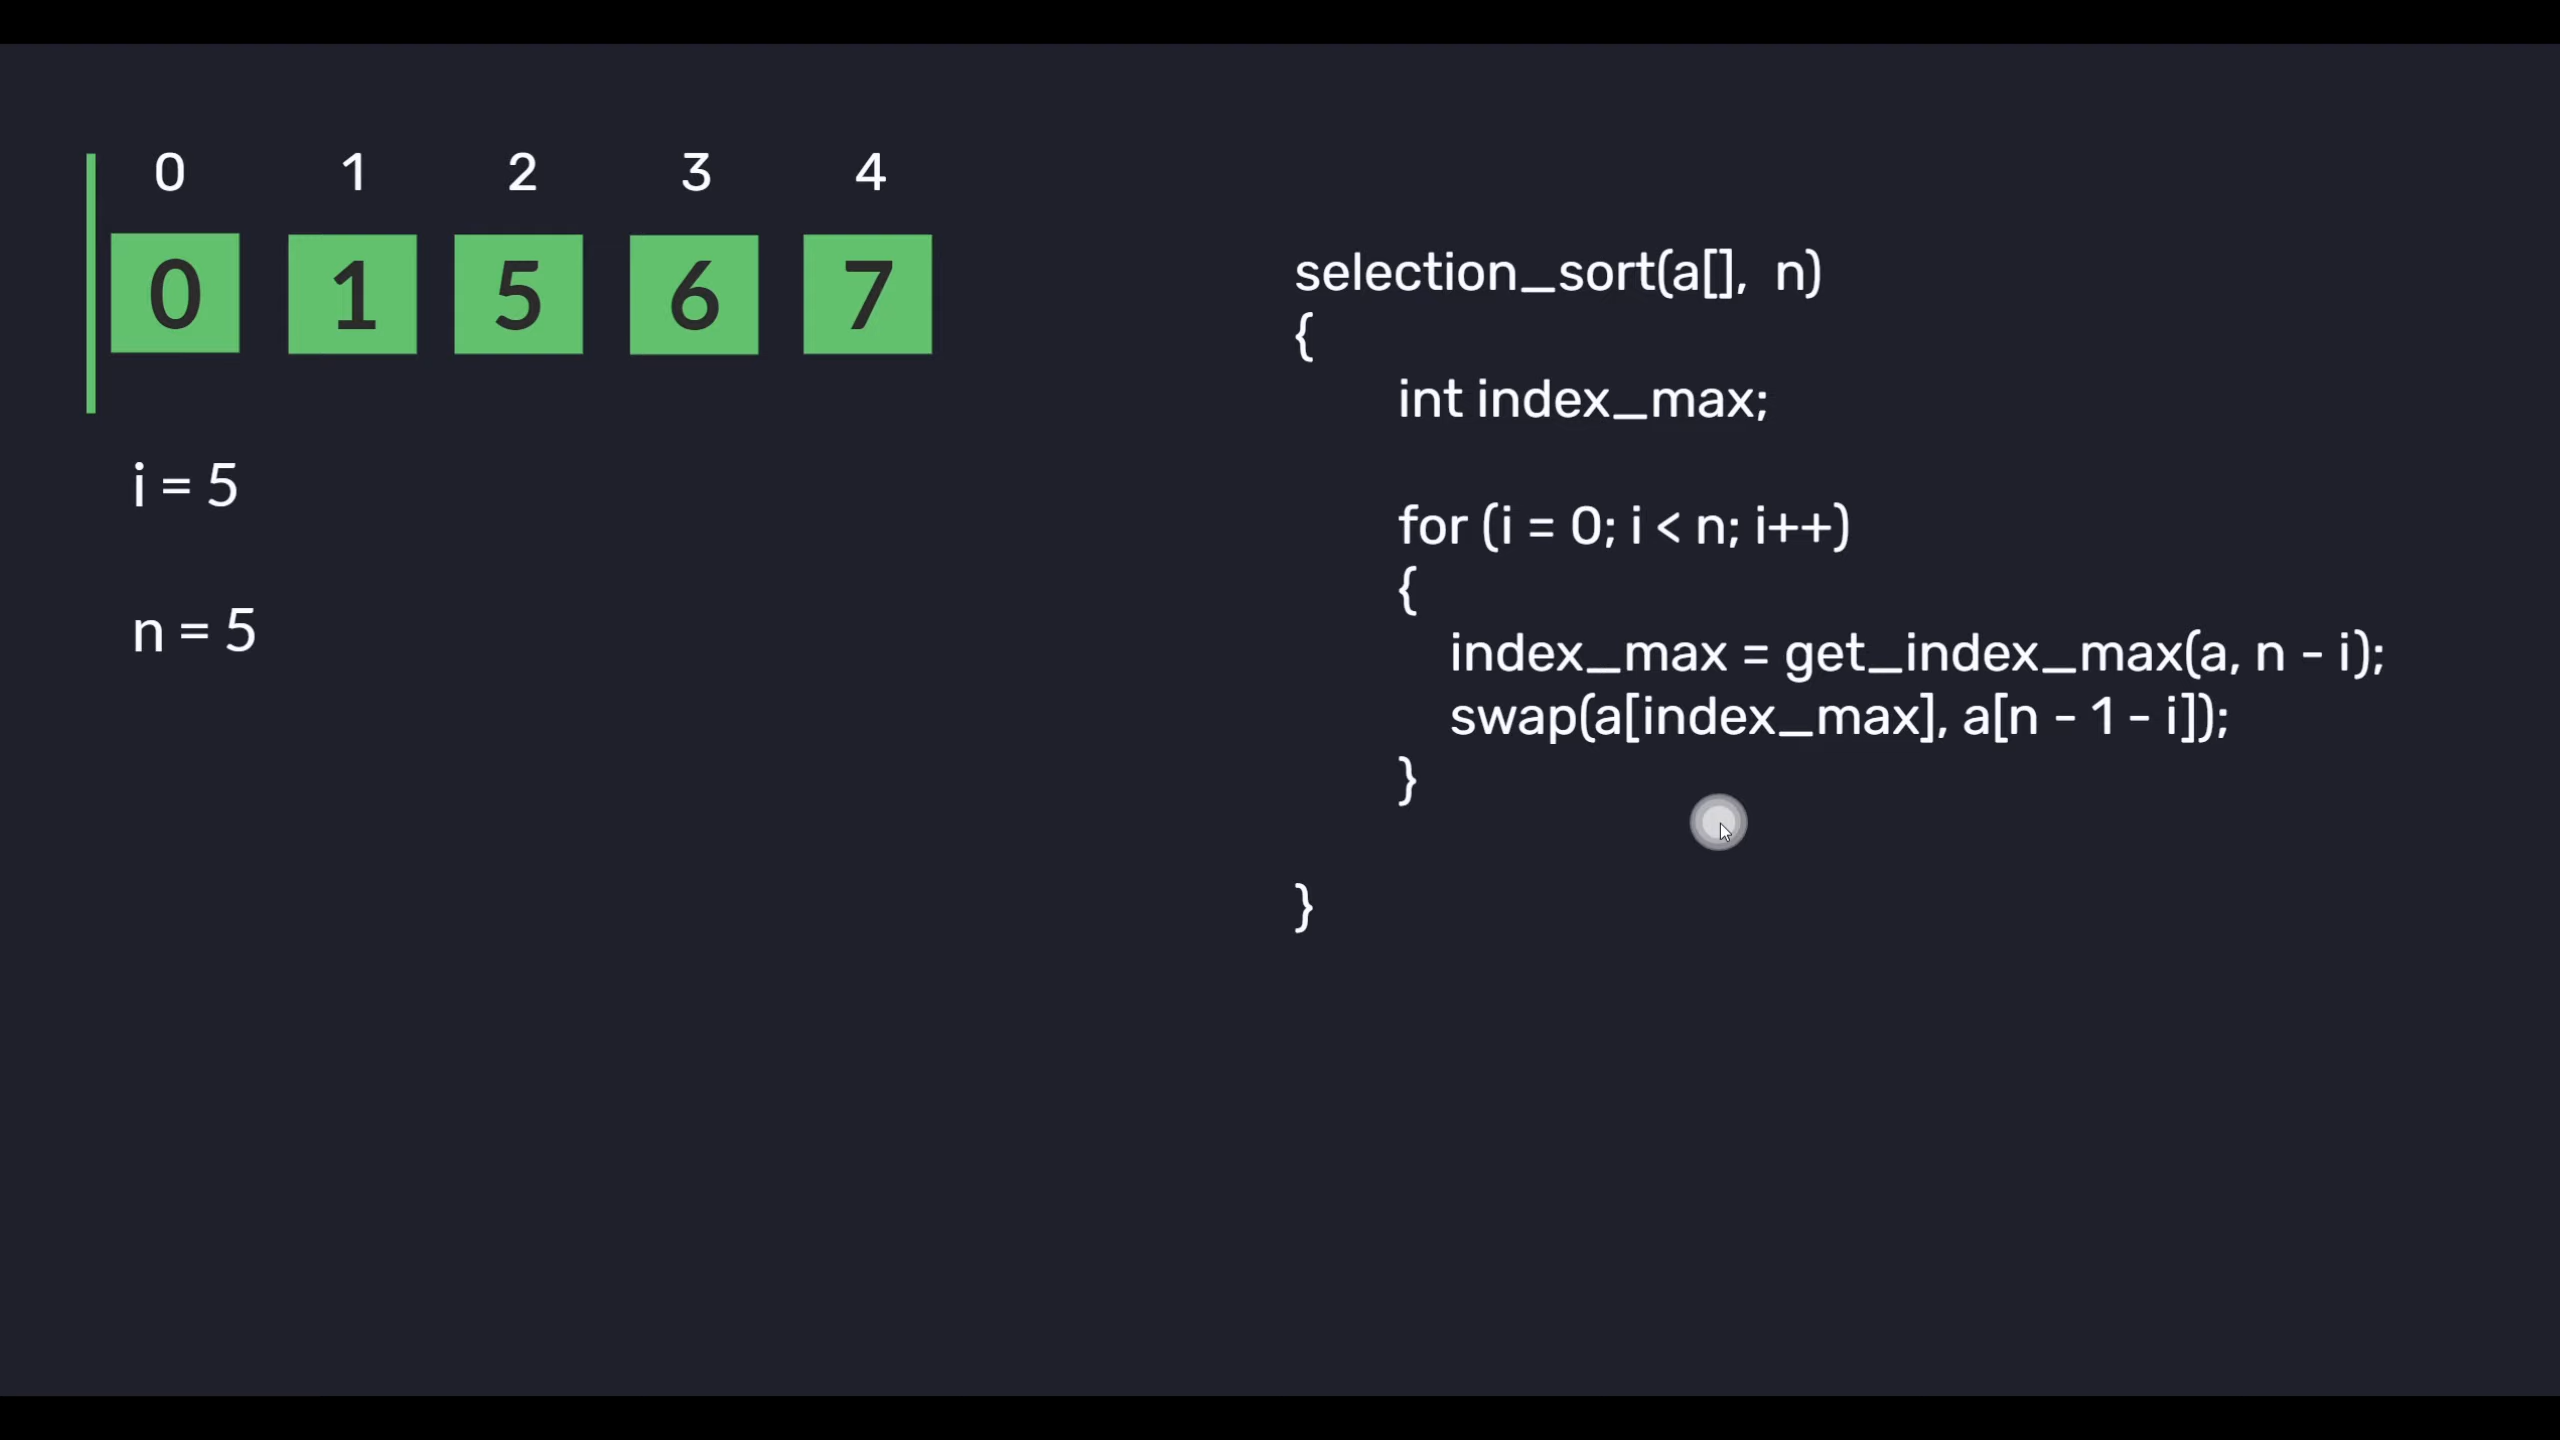 0 1 2 3 4
0 1 5 6 7
i = 5
n = 5
selection_sort(a[], n)
{
int index_max;
for (i = 0; i < n; i++)
{
index_max = get_index_max(a, n - i);
swap(a[index_max], a[n - 1 - i]);
}
}